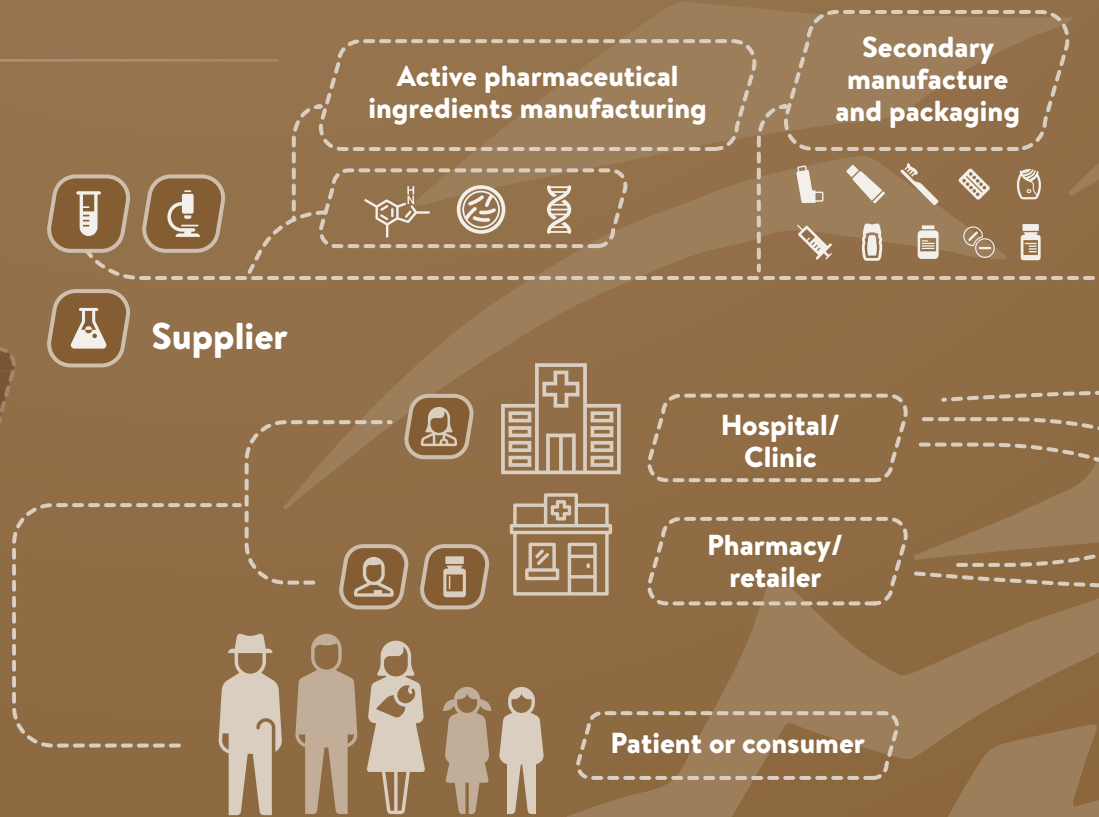 Active pharmaceutical
ingredients manufacturing
Secondary
manufacture
and packaging
H
N
Supplier
Hospital/
Clinic
Pharmacy/
retailer
Patient or consumer